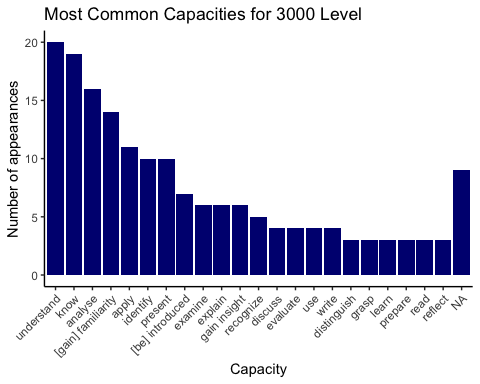 Most Common Capacities for 3000 Level
Number of appearances
20
15
10
5
0
understand
know
analyse
[gain] familiarity
apply
identify
present
[be] introduced
examine
explain
gain insight
recognize
discuss
evaluate
use
write
distinguish
grasp
learn
prepare
read
reflect
NA
Capacity